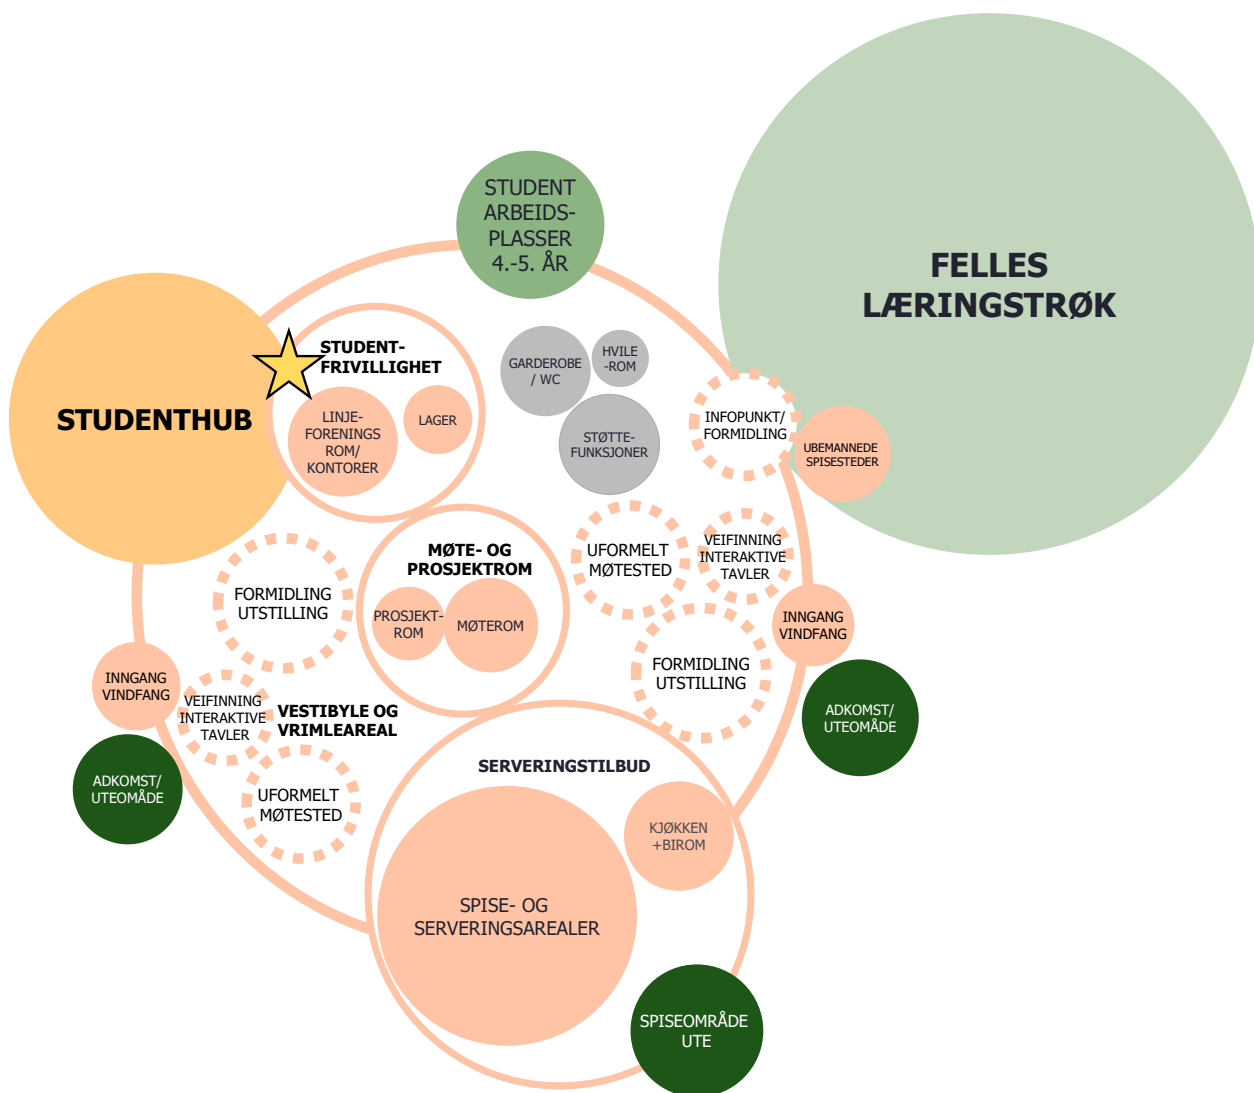 STUDENT
ARBEIDS-
PLASSER
4.-5. ÅR
FELLES
LÆRINGSTRØK
STUDENTHUB
STUDENT-
FRIVILLIGHET
LINJE-
FORENINGS
ROM/
KONTORER
LAGER
GARDEROBE
/ WC
HVILE
-ROM
STØTTE-
FUNKSJONER
INFOPUNKT/
FORMIDLING
UBEMANNEDE
SPISESTEDER
MØTE- OG
PROSJEKTROM
PROSJEKT-
ROM
MØTEROM
UFORMELT
MØTESTED
VEIFINNING
INTERAKTIVE
TAVLER
FORMIDLING
UTSTILLING
INNGANG
VINDFANG
FORMIDLING
UTSTILLING
ADKOMST/
UTEOMÅDE
INNGANG
VINDFANG
VEIFINNING
INTERAKTIVE
TAVLER
VESTIBYLE OG
VRIMLEAREAL
ADKOMST/
UTEOMÅDE
UFORMELT
MØTESTED
SERVERINGSTILBUD
KJØKKEN
+BIROM
SPISE- OG
SERVERINGSAREALER
SPISEOMRÅDE
UTE